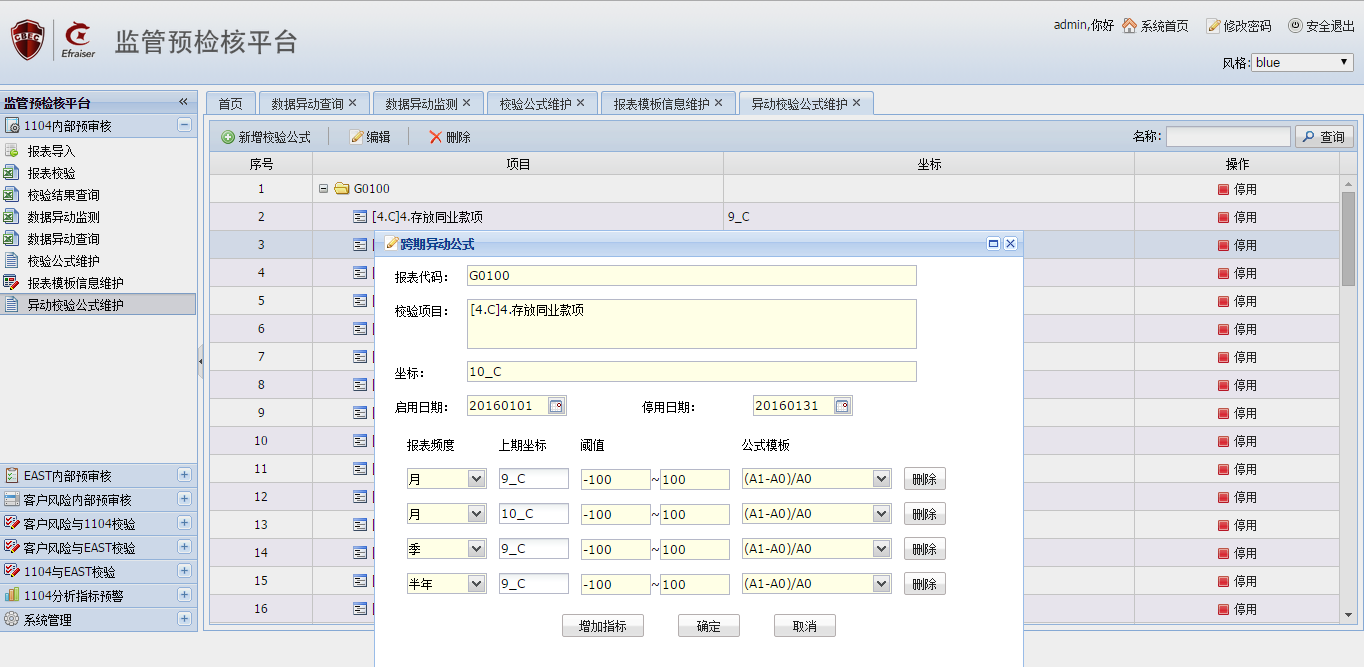 CBEC
Efraiser
监管预检核平台
admin,你好 系统首页 修改密码 安全退出
风格: blue
监管预检核平台 «
1104内部预审核
报表导入
报表校验
校验结果查询
数据异动监测
数据异动查询
校验公式维护
报表模板信息维护
异动校验公式维护
EAST内部预审核
客户风险内部预审核
客户风险与1104校验
客户风险与EAST校验
1104与EAST校验
1104分析指标预警
系统管理
首页 数据异动查询 × 数据异动监测 × 校验公式维护 × 报表模板信息维护 × 异动校验公式维护 ×
新增校验公式 编辑 删除 名称: 查询
序号 项目 坐标 操作
1 G0100 停用
2 [4.C]4.存放同业款项 9_C 停用
3 停用
4 停用
5 停用
6 停用
7 停用
8 停用
9 停用
10 停用
11 停用
12 停用
13 停用
14 停用
15 停用
16 停用
跨期异动公式
报表代码: G0100
校验项目: [4.C]4.存放同业款项
坐标: 10_C
启用日期: 20160101 停用日期: 20160131
报表频度 上期坐标 阈值 公式模板
月 9_C -100 ~ 100 (A1-A0)/A0 删除
月 10_C -100 ~ 100 (A1-A0)/A0 删除
季 9_C -100 ~ 100 (A1-A0)/A0 删除
半年 9_C -100 ~ 100 (A1-A0)/A0 删除
增加指标 确定 取消